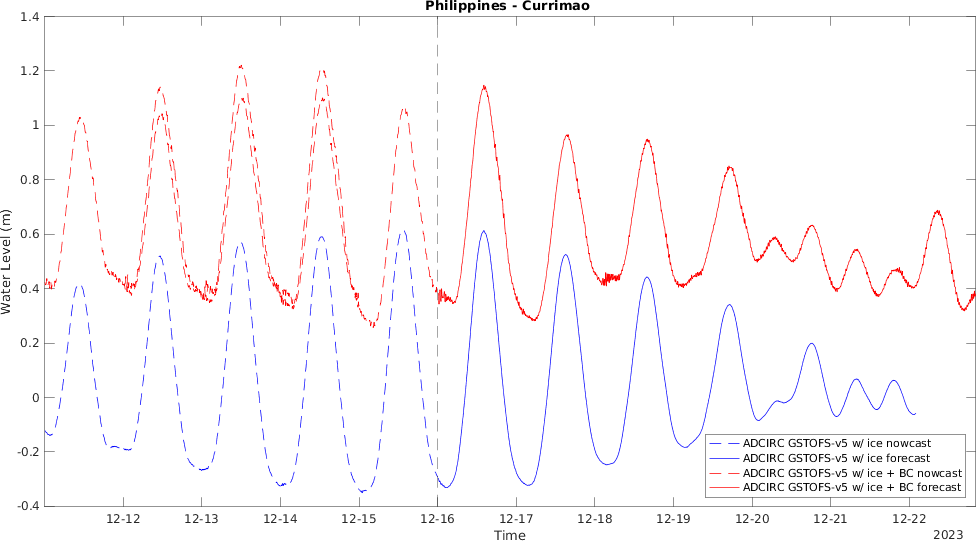 Philippines - Currimao
1.4
1.2
1
0.8
0.6
0.4
0.2
0
-0.2
-0.4
Water Level (m)
12-12 12-13 12-14 12-15 12-16 12-17 12-18 12-19 12-20 12-21 12-22
Time
2023
ADCIRC GSTOFS-v5 w/ ice nowcast
ADCIRC GSTOFS-v5 w/ ice forecast
ADCIRC GSTOFS-v5 w/ ice + BC nowcast
ADCIRC GSTOFS-v5 w/ ice + BC forecast